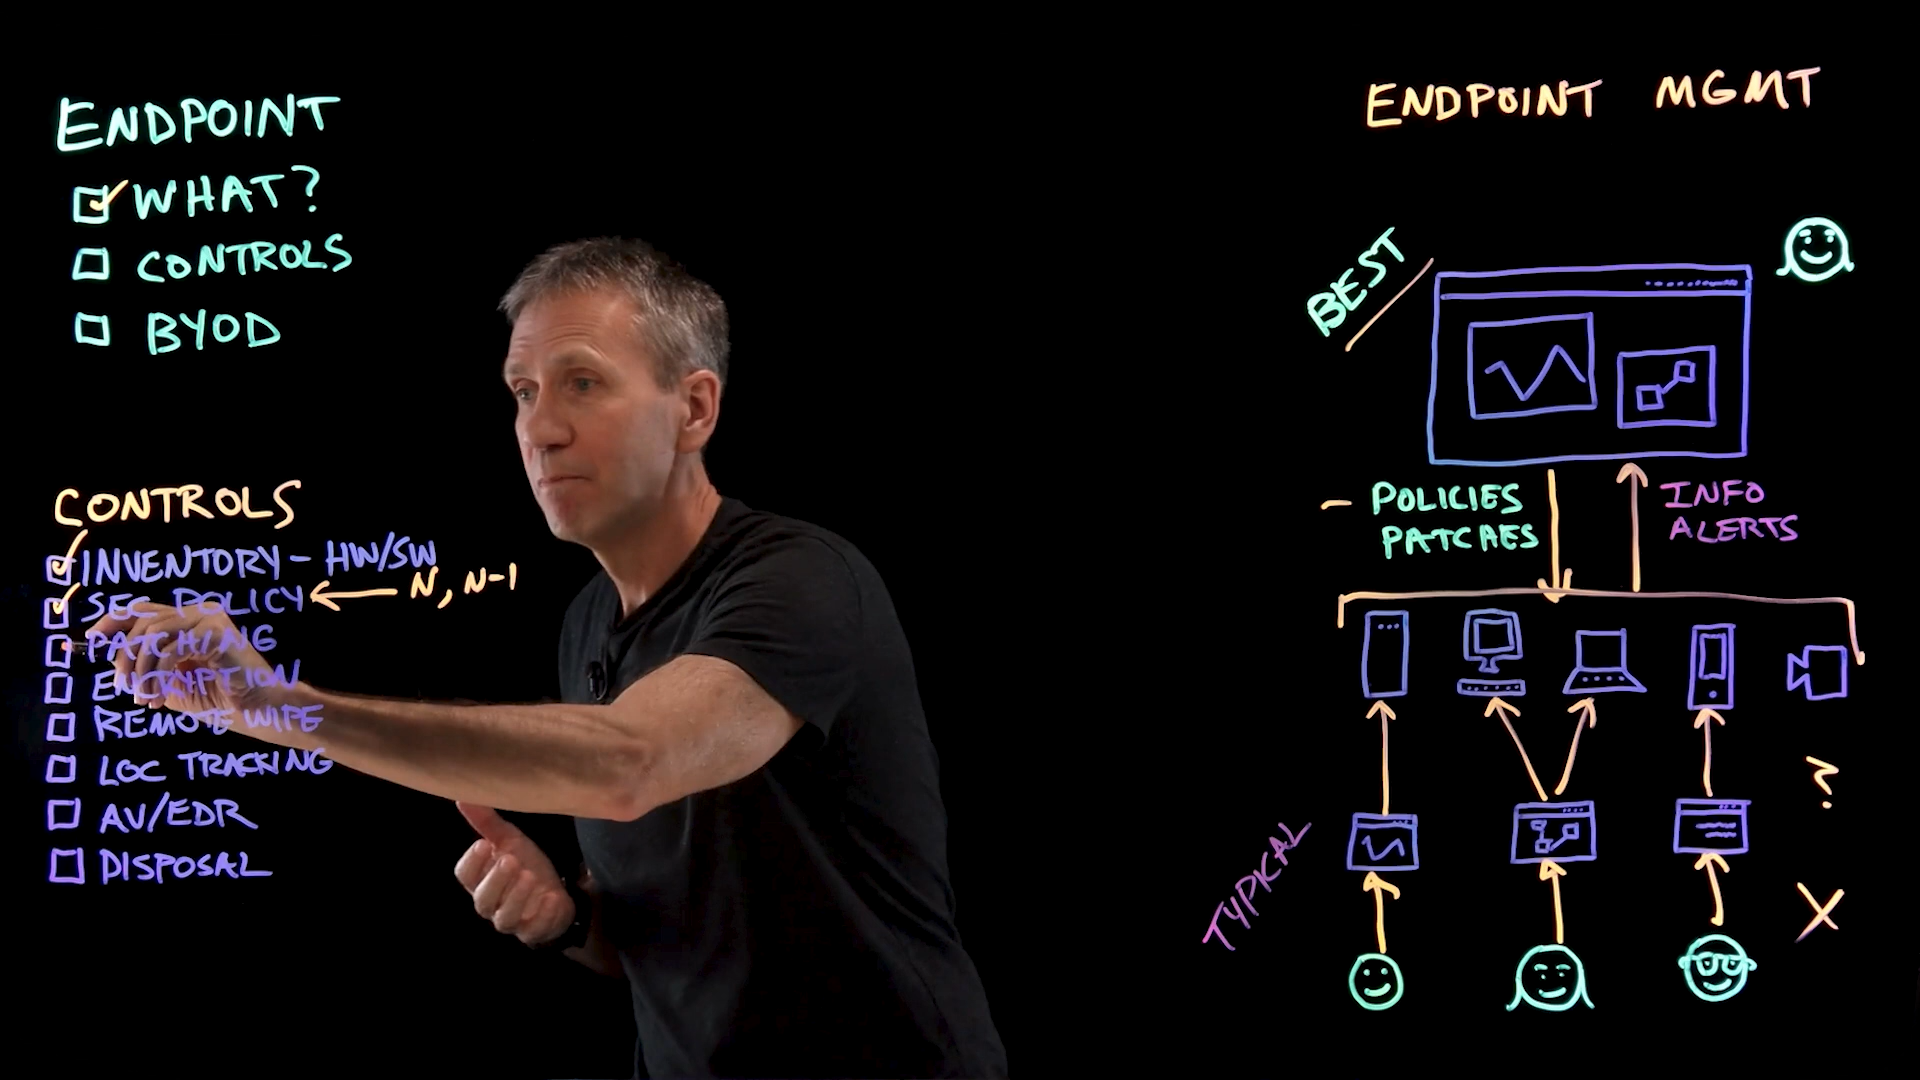 ENDPOINT
WHAT?
CONTROLS
BYOD
CONTROLS
INVENTORY - HW/SW
SEC POLICY ← N, N-1
PATCHING
ENCRYPTION
REMOTE WIPE
LOC TRACKING
AV/EDR
DISPOSAL
ENDPOINT MGMT
BEST
- POLICIES
PATCHES
INFO
ALERTS
TYPICAL
?
X